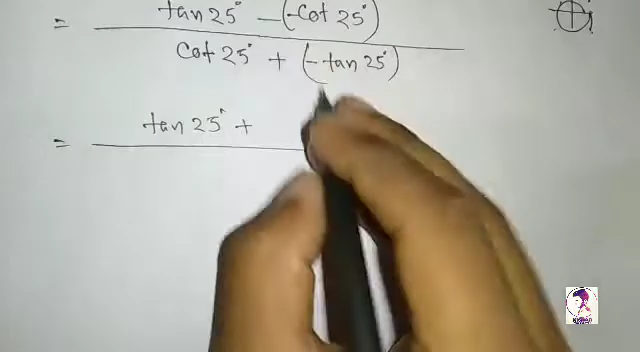 = tan 25° - (-cot 25°)
cot 25° + (-tan 25°)
= tan 25° +